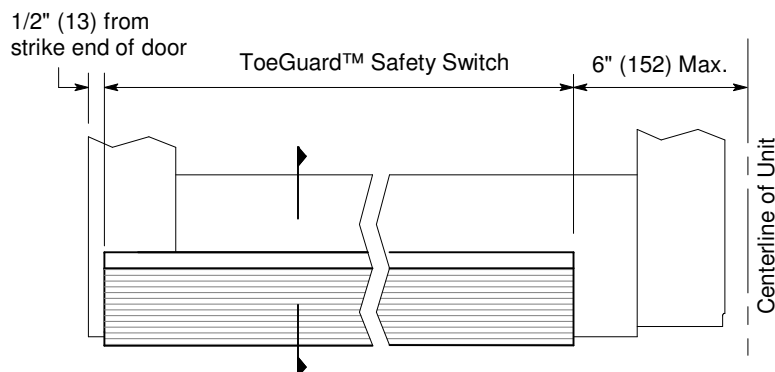 1/2" (13) from
strike end of door
ToeGuard™ Safety Switch
6" (152) Max.
Centerline of Unit